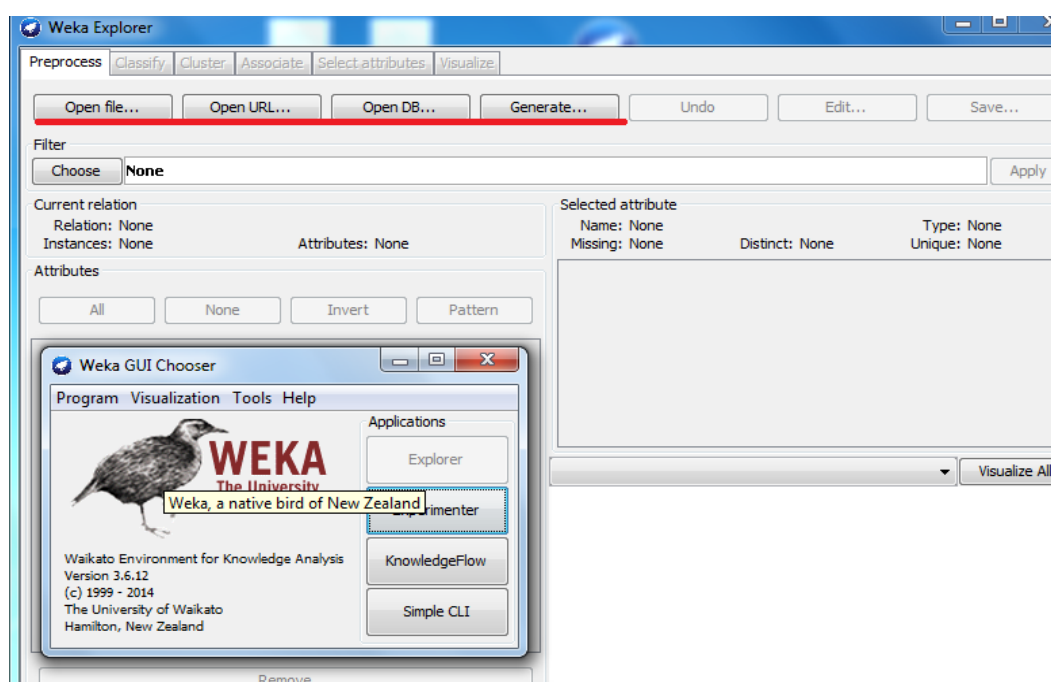 Weka Explorer
Preprocess Classify Cluster Associate Select attributes Visualize
Open file... Open URL... Open DB... Generate... Undo Edit... Save...
Filter
Choose None Apply
Current relation
Relation: None
Instances: None Attributes: None
Selected attribute
Name: None Type: None
Missing: None Distinct: None Unique: None
Attributes
All None Invert Pattern
Weka GUI Chooser
Program Visualization Tools Help
WEKA
The University
Weka, a native bird of New Zealand
Waikato Environment for Knowledge Analysis
Version 3.6.12
(c) 1999 - 2014
The University of Waikato
Hamilton, New Zealand
Applications
Explorer
Experimenter
KnowledgeFlow
Simple CLI
Visualize All
Remove